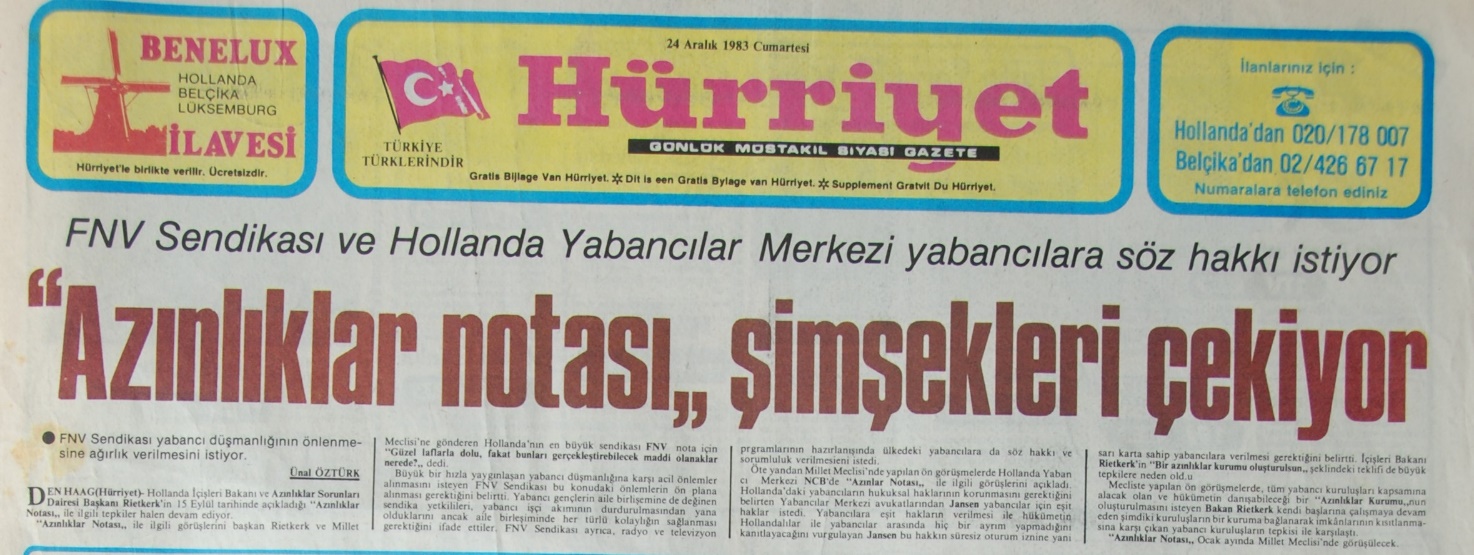 BENELUX
HOLLANDA
BELÇİKA
LÜKSEMBURG
İLAVESİ
Hürriyet'le birlikte verilir. Ücretsizdir.
24 Aralık 1983 Cumartesi
Hürriyet
TÜRKİYE
TÜRKLERİNDİR
GÜNLÜK MÜSTAKİL SİYASİ GAZETE
Gratis Bijlage Van Hürriyet. ✲ Dit is een Gratis Bylage van Hürriyet. ✲ Supplement Gratvit Du Hürriyet.
İlanlarınız için :
Hollanda'dan 020/178 007
Belçika'dan 02/426 67 17
Numaralara telefon ediniz
FNV Sendikası ve Hollanda Yabancılar Merkezi yabancılara söz hakkı istiyor
“Azınlıklar notası„ şimşekleri çekiyor
● FNV Sendikası yabancı düşmanlığının önlenme-
sine ağırlık verilmesini istiyor.
Ünal ÖZTÜRK
DEN HAAG(Hürriyet)- Hollanda İçişleri Bakanı ve Azınlıklar Sorunları
Dairesi Başkanı Rietkerk'in 15 Eylül tarihinde açıkladığı "Azınlıklar
Notası„ ile ilgili tepkiler halen devam ediyor.
"Azınlıklar Notası„ ile ilgili görüşlerini başkan Rietkerk ve Millet
Meclisi'ne gönderen Hollanda'nın en büyük sendikası FNV nota için
"Güzel laflarla dolu, fakat bunları gerçekleştirebilecek maddi olanaklar
nerede?„ dedi.
Büyük bir hızla yaygınlaşan yabancı düşmanlığına karşı acil önlemler
alınmasını isteyen FNV Sendikası bu konudaki önlemlerin ön plana
alınması gerektiğini belirtti. Yabancı gençlerin aile birleşimine de değinen
sendika yetkilileri, yabancı işçi akımının durdurulmasından yana
olduklarını ancak aile birleşiminde her türlü kolaylığın sağlanması
gerektiğini ifade etti. FNV Sendikası ayrıca, radyo ve televizyon
prgramlarının hazırlanışında ülkedeki yabancılara da söz hakkı ve
sorumluluk verilmesieni istedi.
Öte yandan Millet Meclisi'nde yapılan ön görüşmelerde Hollanda Yaban
cı Merkezi NCB'de "Azınlar Notası„ ile ilgili görüşlerini açıkladı.
Hollanda'daki yabancıların hukuksal haklarının korunmasını gerektiğini
belirten Yabancılar Merkezi avukatlarından Jansen yabancılar için eşit
haklar istedi. Yabancılara eşit hakların verilmesi ile hükümetin
Hollandalılar ile yabancılar arasında hiç bir ayrım yapmadığını
kanıtlayacağını vurgulayan Jansen bu hakkın süresiz oturum iznine yani
sarı karta sahip yabancılara verilmesi gerektiğini belirtti. İçişleri Bakanı
Rietkerk'in "Bir azınlıklar kurumu oluşturulsun„ şeklindeki teklifi de büyük
tepkilere neden old.u
Mecliste yapılan ön görüşmelerde, tüm yabancı kuruluşları kapsamına
alacak olan ve hükümetin danışabileceği bir "Azınlıklar Kurumu„nun
oluşturulmasını isteyen Bakan Rietkerk kendi başlarına çalışmaya devam
eden şimdiki kuruluşların bir kuruma bağlanarak imkânlarının kısıtlanma-
sına karşı çıkan yabancı kuruluşların tepkisi ile karşılaştı.
"Azınlıklar Notası„ Ocak ayında Millet Meclisi'nde görüşülecek.